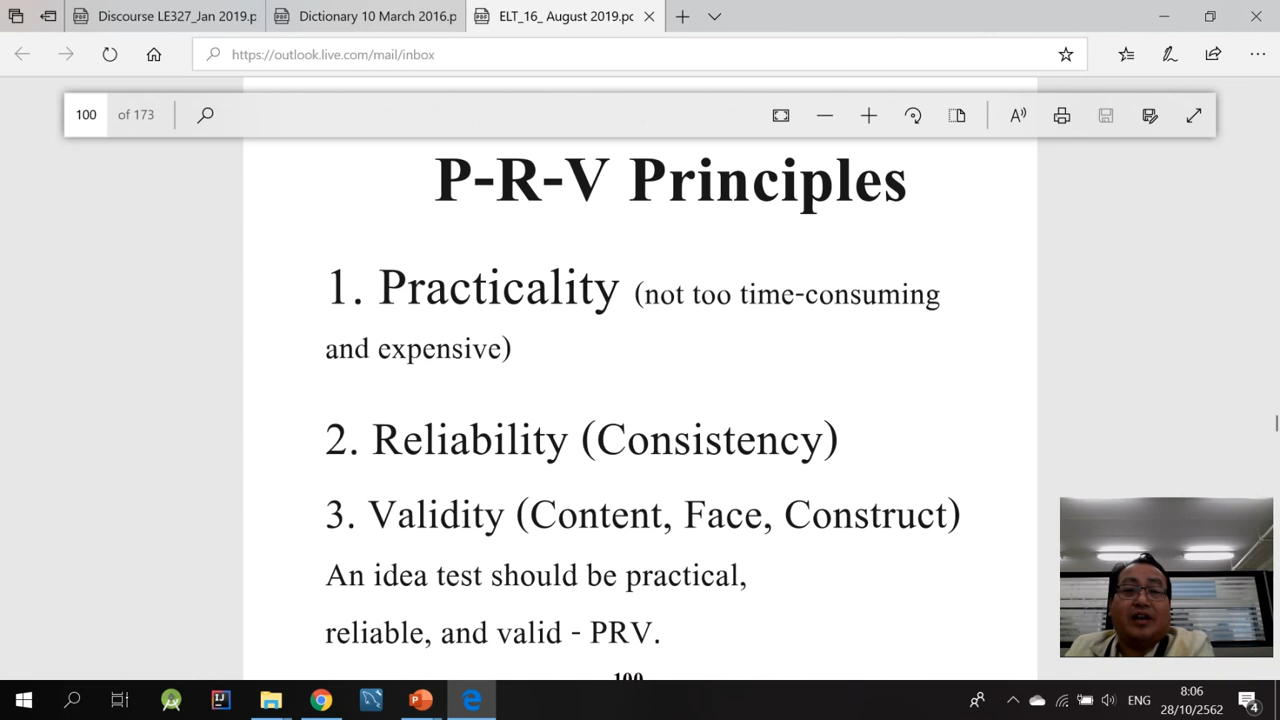 Discourse LE327_Jan 2019.p
Dictionary 10 March 2016.p
ELT_16_ August 2019.pc
https://outlook.live.com/mail/inbox
100 of 173
P-R-V Principles
1. Practicality (not too time-consuming
and expensive)
2. Reliability (Consistency)
3. Validity (Content, Face, Construct)
An idea test should be practical,
reliable, and valid - PRV.
100
ENG
8:06
28/10/2562
4